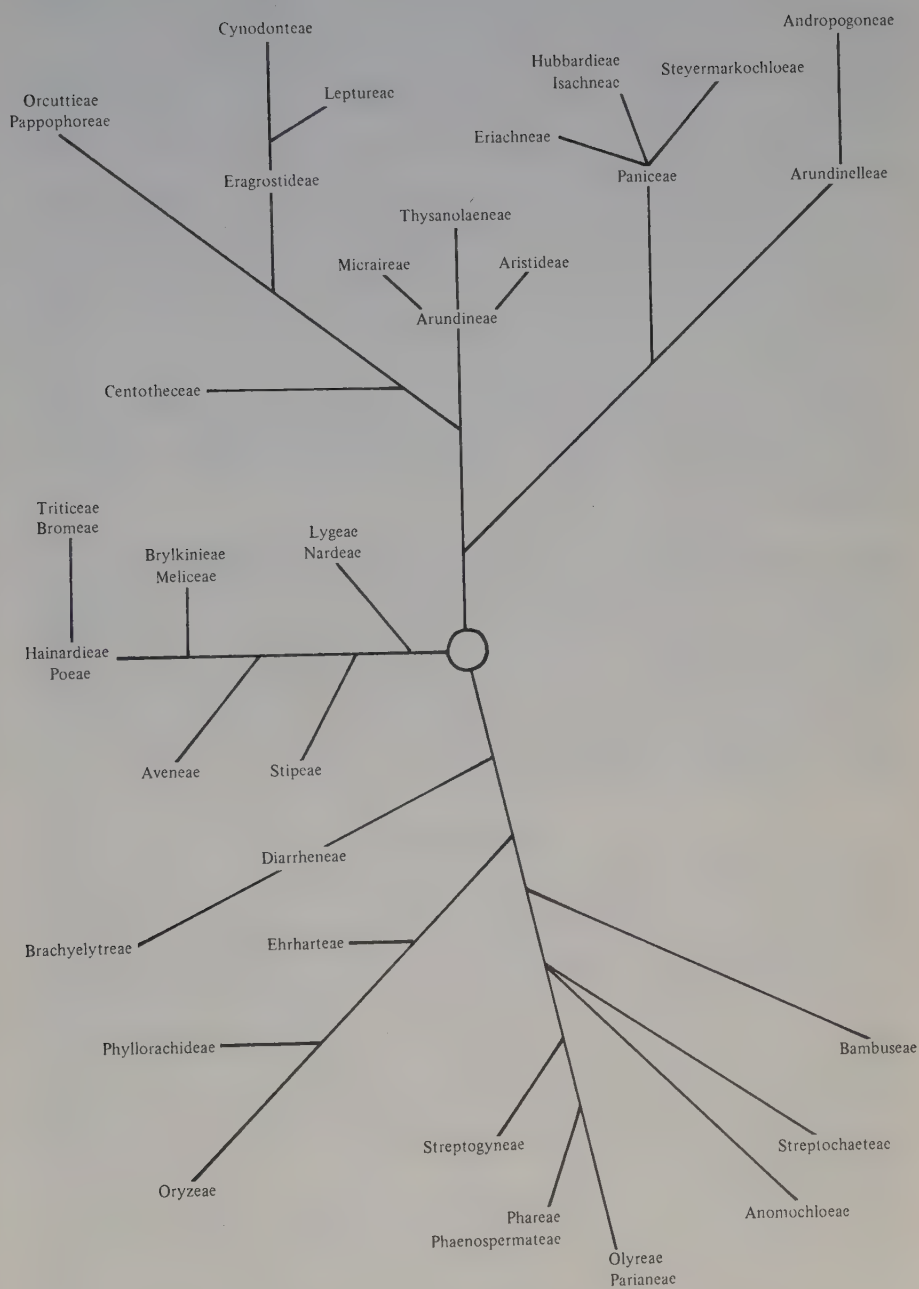 Cynodonteae
Andropogoneae
Orcuttieae
Pappophoreae
Leptureae
Hubbardieae
Isachneae
Steyermarkochloeae
Eriachneae
Eragrostideae
Paniceae
Arundinelleae
Thysanolaeneae
Micraireae
Aristideae
Arundineae
Centotheceae
Triticeae
Bromeae
Brylkinieae
Meliceae
Lygeae
Nardeae
Hainardieae
Poeae
Aveneae
Stipeae
Diarrheneae
Brachyelytreae
Ehrharteae
Phyllorachideae
Bambuseae
Streptogyneae
Streptochaeteae
Oryzeae
Anomochloeae
Phareae
Phaenospermateae
Olyreae
Parianeae